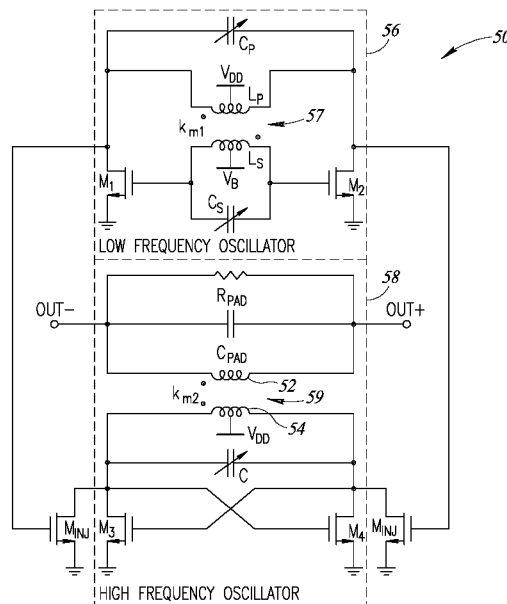 50
56
C_P
V_DD
L_P
k_m1
57
L_S
V_B
M_1
M_2
C_S
LOW FREQUENCY OSCILLATOR
58
R_PAD
OUT-
OUT+
C_PAD
52
k_m2
59
54
V_DD
C
M_INJ
M_3
M_4
M_INJ
HIGH FREQUENCY OSCILLATOR